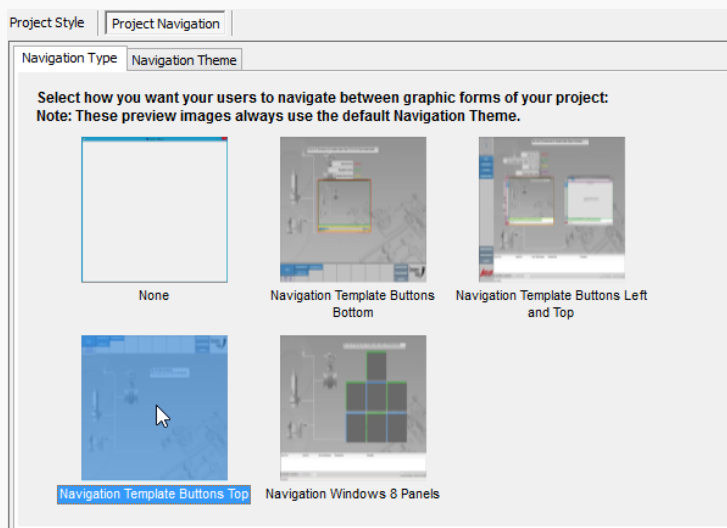 Project Style
Project Navigation
Navigation Type
Navigation Theme
Select how you want your users to navigate between graphic forms of your project:
Note: These preview images always use the default Navigation Theme.
None
Navigation Template Buttons
Bottom
Navigation Template Buttons Left
and Top
Navigation Template Buttons Top
Navigation Windows 8 Panels